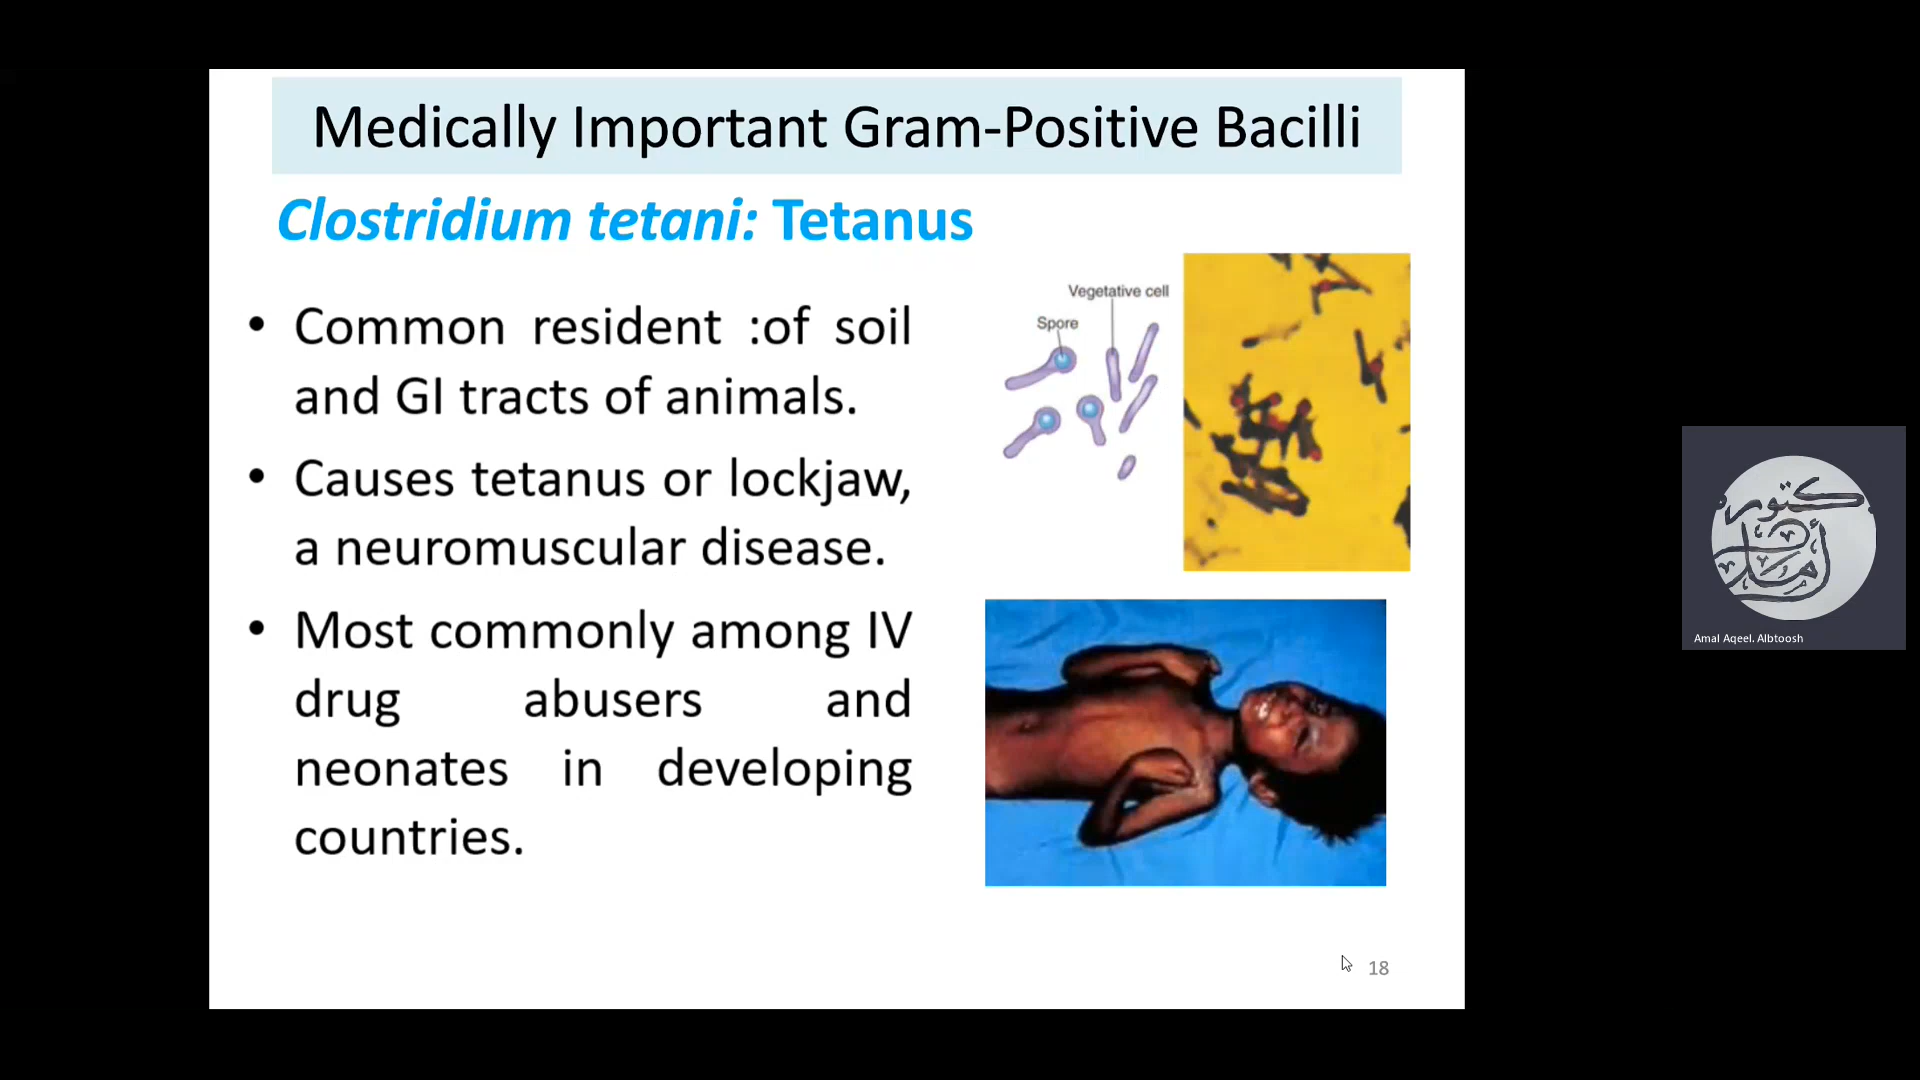 Medically Important Gram-Positive Bacilli
Clostridium tetani: Tetanus
• Common resident :of soil
and GI tracts of animals.
• Causes tetanus or lockjaw,
a neuromuscular disease.
• Most commonly among IV
drug abusers and
neonates in developing
countries.
Vegetative cell
Spore
18
دكتوره
أمل
Amal Aqeel. Albtoosh